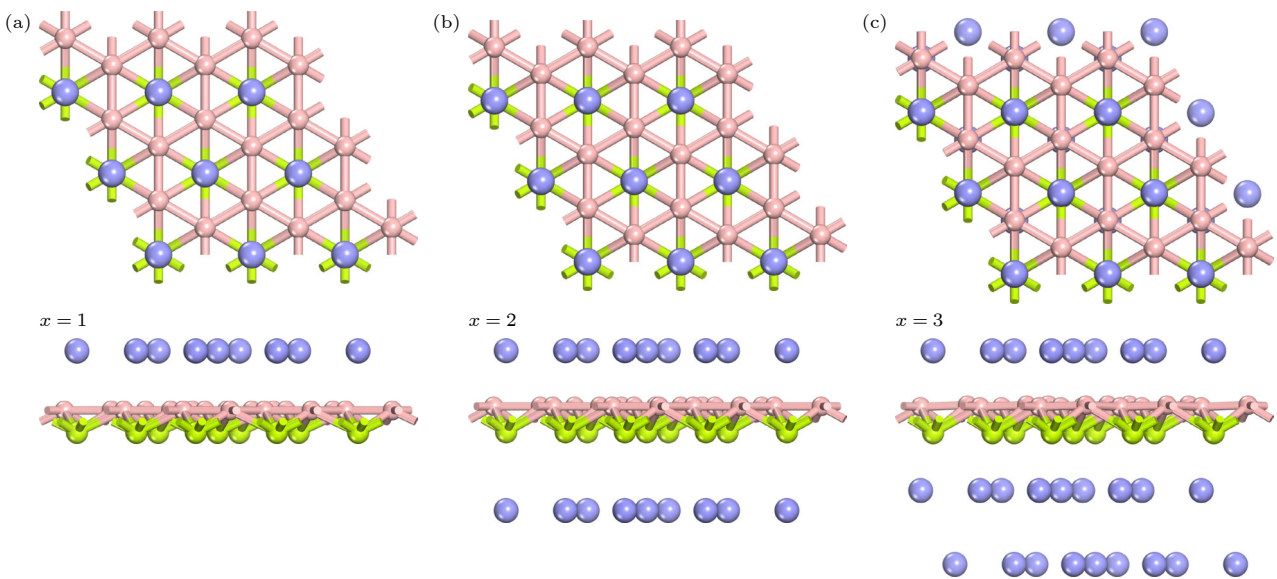 (a)
(b)
(c)
x = 1
x = 2
x = 3